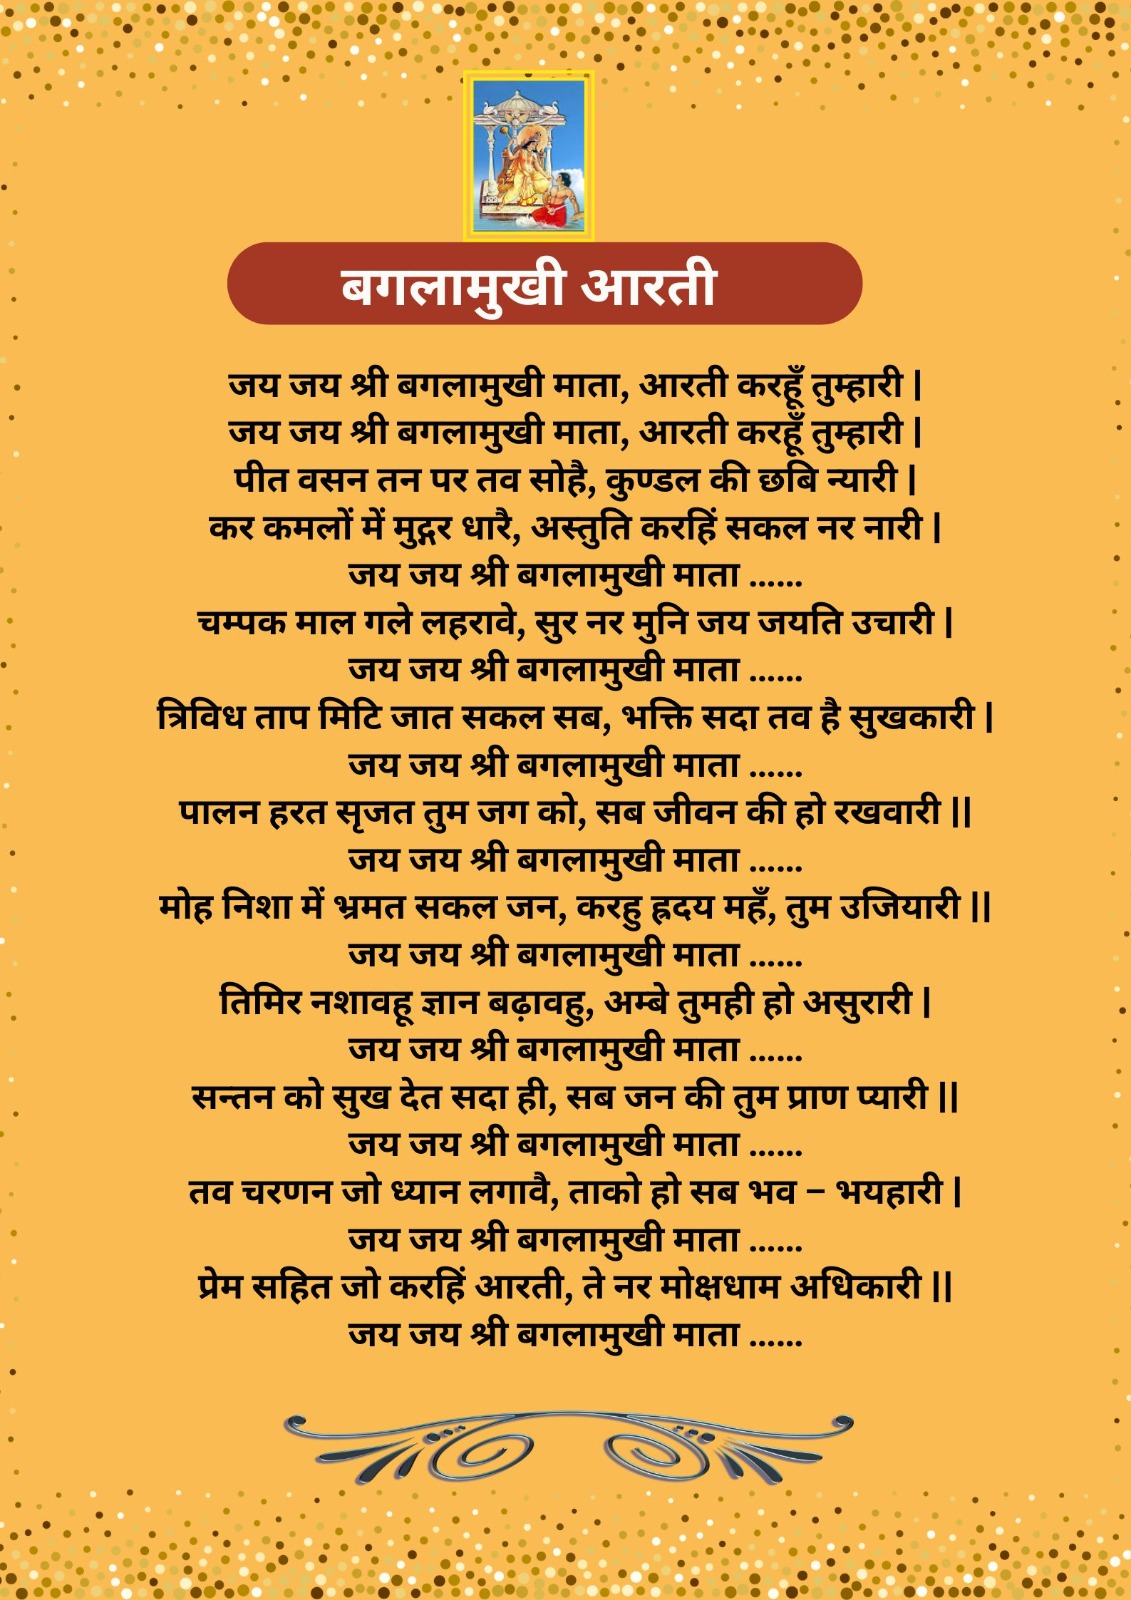 बगलामुखी आरती
जय जय श्री बगलामुखी माता, आरती करहूँ तुम्हारी |
जय जय श्री बगलामुखी माता, आरती करहूँ तुम्हारी |
पीत वसन तन पर तव सोहै, कुण्डल की छबि न्यारी |
कर कमलों में मुद्गर धारै, अस्तुति करहिं सकल नर नारी |
जय जय श्री बगलामुखी माता ......
चम्पक माल गले लहरावे, सुर नर मुनि जय जयति उचारी |
जय जय श्री बगलामुखी माता ......
त्रिविध ताप मिटि जात सकल सब, भक्ति सदा तव है सुखकारी |
जय जय श्री बगलामुखी माता ......
पालन हरत सृजत तुम जग को, सब जीवन की हो रखवारी ||
जय जय श्री बगलामुखी माता ......
मोह निशा में भ्रमत सकल जन, करहु ह्रदय महँ, तुम उजियारी ||
जय जय श्री बगलामुखी माता ......
तिमिर नशावहू ज्ञान बढ़ावहु, अम्बे तुमही हो असुरारी |
जय जय श्री बगलामुखी माता ......
सन्तन को सुख देत सदा ही, सब जन की तुम प्राण प्यारी ||
जय जय श्री बगलामुखी माता ......
तव चरणन जो ध्यान लगावै, ताको हो सब भव – भयहारी |
जय जय श्री बगलामुखी माता ......
प्रेम सहित जो करहिं आरती, ते नर मोक्षधाम अधिकारी ||
जय जय श्री बगलामुखी माता ......